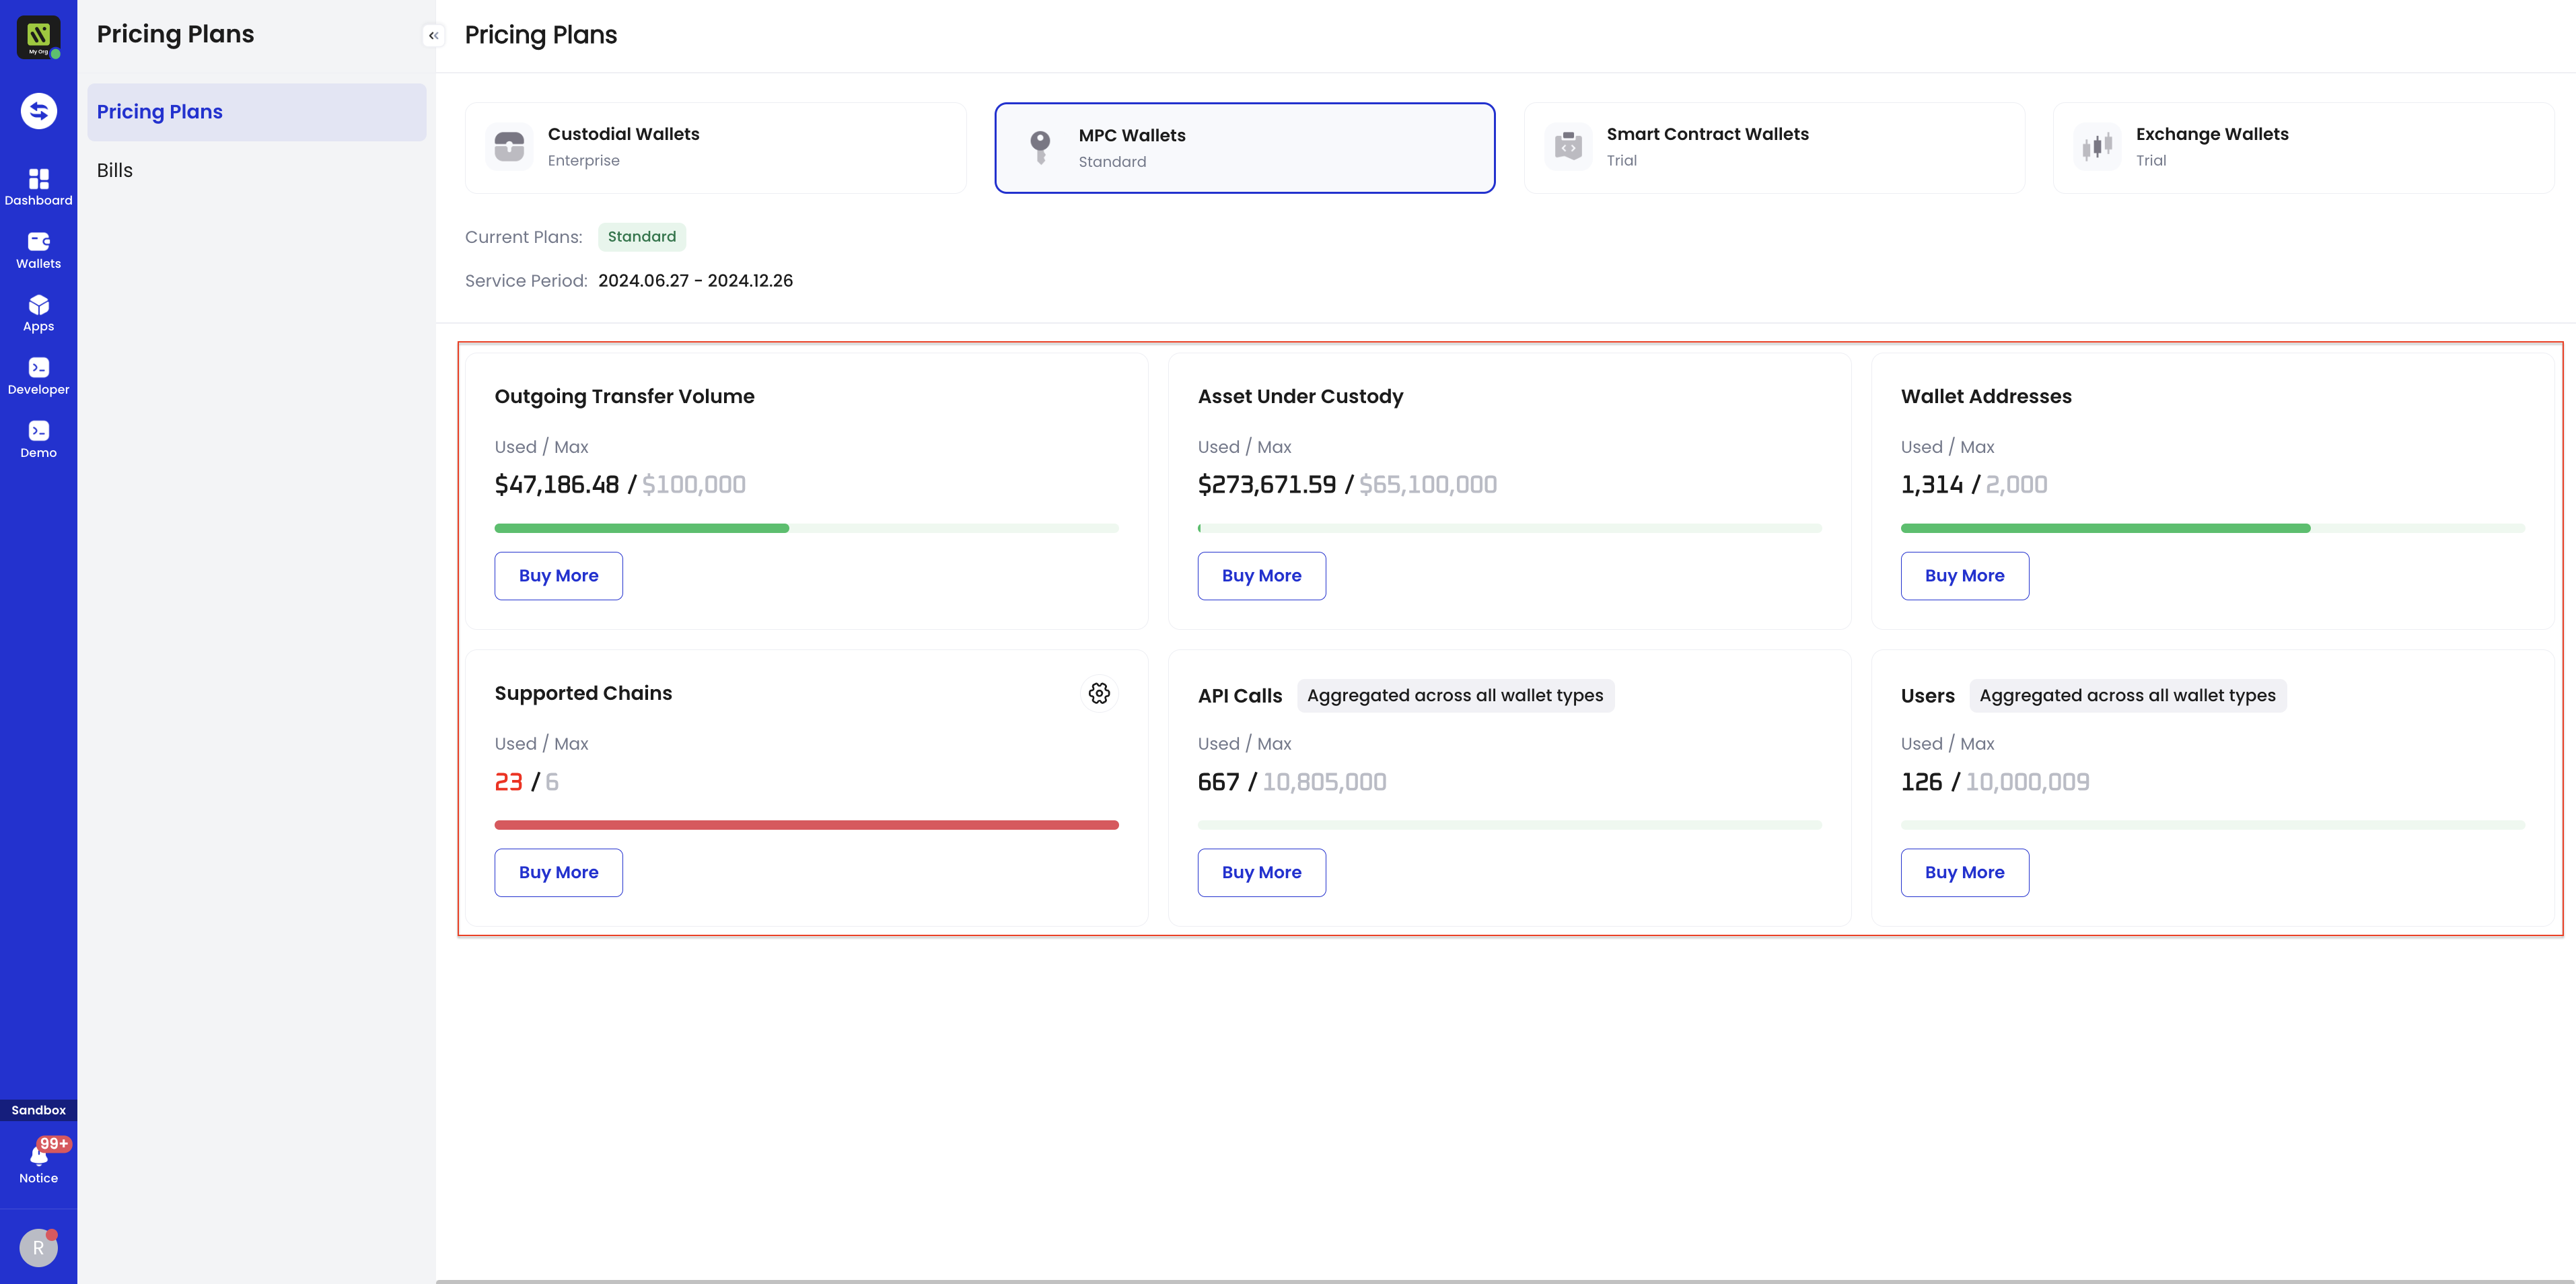 My Org
Dashboard
Wallets
Apps
Developer
Demo
Sandbox
99+
Notice
R
Pricing Plans
Pricing Plans
Bills
Pricing Plans
Custodial Wallets
Enterprise
MPC Wallets
Standard
Smart Contract Wallets
Trial
Exchange Wallets
Trial
Current Plans: Standard
Service Period: 2024.06.27 - 2024.12.26
Outgoing Transfer Volume
Used / Max
$47,186.48 / $100,000
Buy More
Asset Under Custody
Used / Max
$273,671.59 / $65,100,000
Buy More
Wallet Addresses
Used / Max
1,314 / 2,000
Buy More
Supported Chains
Used / Max
23 / 6
Buy More
API Calls Aggregated across all wallet types
Used / Max
667 / 10,805,000
Buy More
Users Aggregated across all wallet types
Used / Max
126 / 10,000,009
Buy More